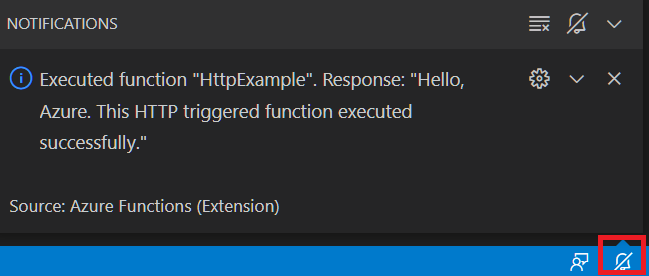 NOTIFICATIONS
Executed function "HttpExample". Response: "Hello,
Azure. This HTTP triggered function executed
successfully."
Source: Azure Functions (Extension)